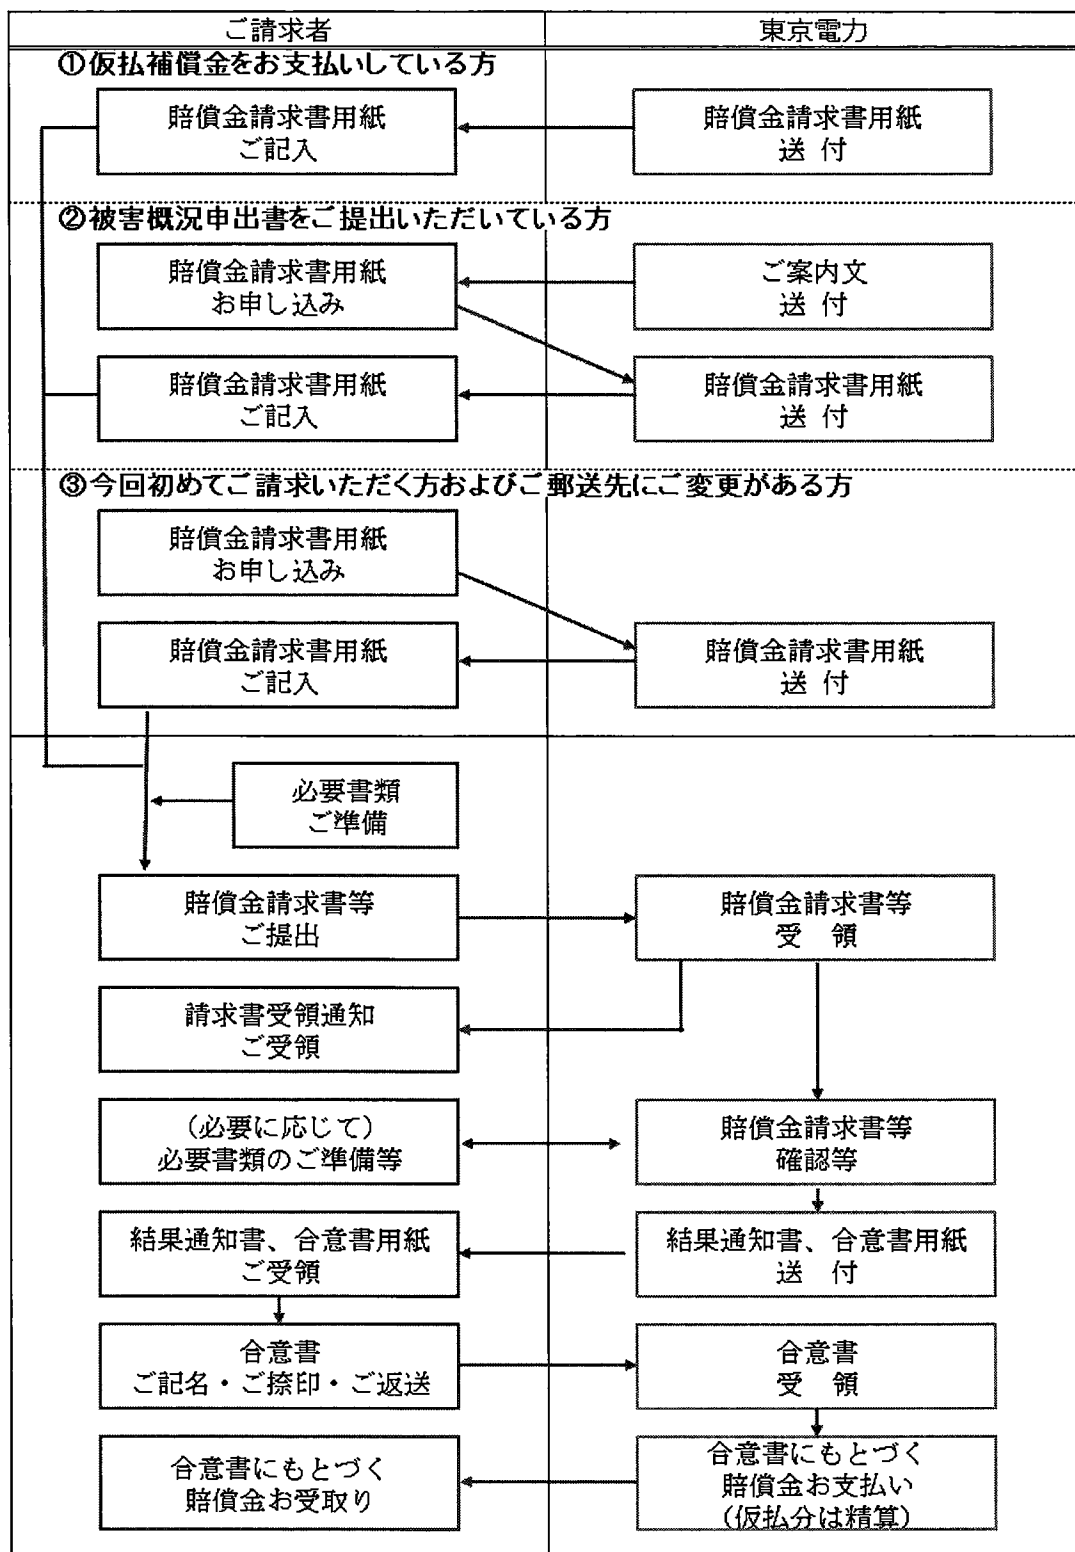 ご請求者
東京電力
①仮払補償金をお支払いしている方
賠償金請求書用紙
ご記入
賠償金請求書用紙
送 付
②被害概況申出書をご提出いただいている方
賠償金請求書用紙
お申し込み
ご案内文
送 付
賠償金請求書用紙
ご記入
賠償金請求書用紙
送 付
③今回初めてご請求いただく方およびご郵送先にご変更がある方
賠償金請求書用紙
お申し込み
賠償金請求書用紙
ご記入
賠償金請求書用紙
送 付
必要書類
ご準備
賠償金請求書等
ご提出
賠償金請求書等
受 領
請求書受領通知
ご受領
（必要に応じて）
必要書類のご準備等
賠償金請求書等
確認等
結果通知書、合意書用紙
ご受領
結果通知書、合意書用紙
送 付
合意書
ご記名・ご捺印・ご返送
合意書
受 領
合意書にもとづく
賠償金お受取り
合意書にもとづく
賠償金お支払い
（仮払分は精算）